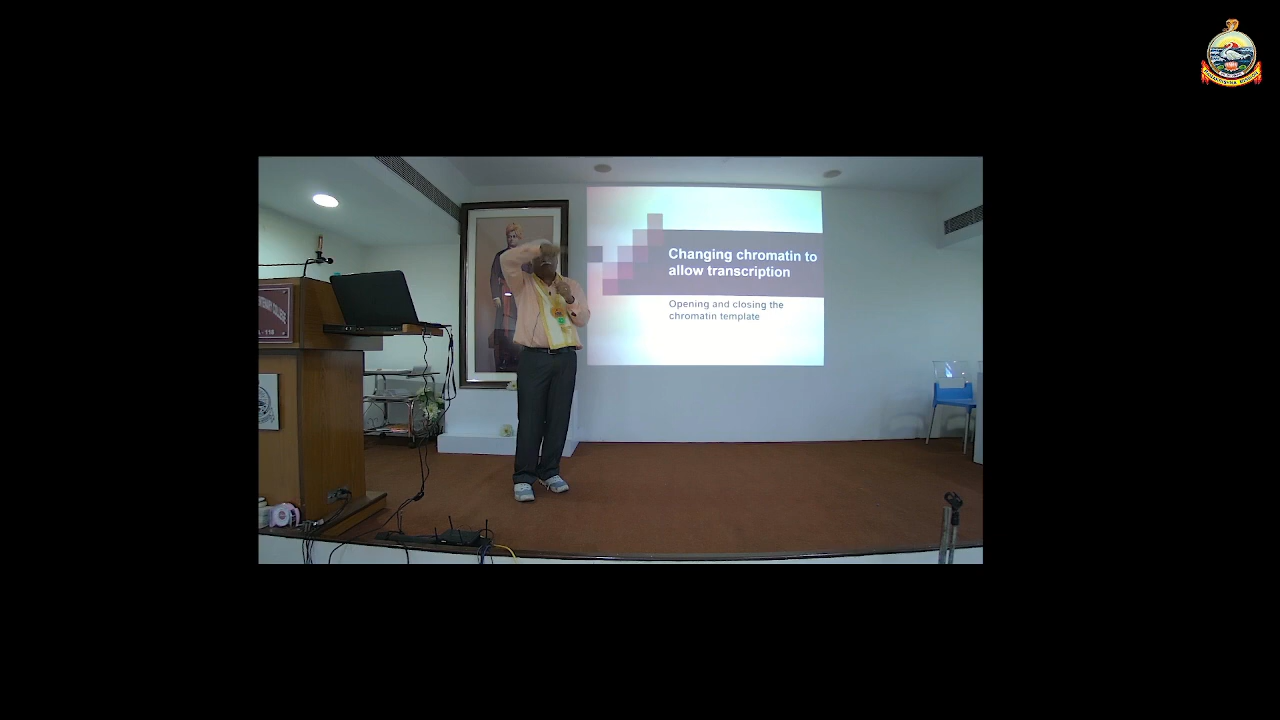 Changing chromatin to
allow transcription
Opening and closing the
chromatin template